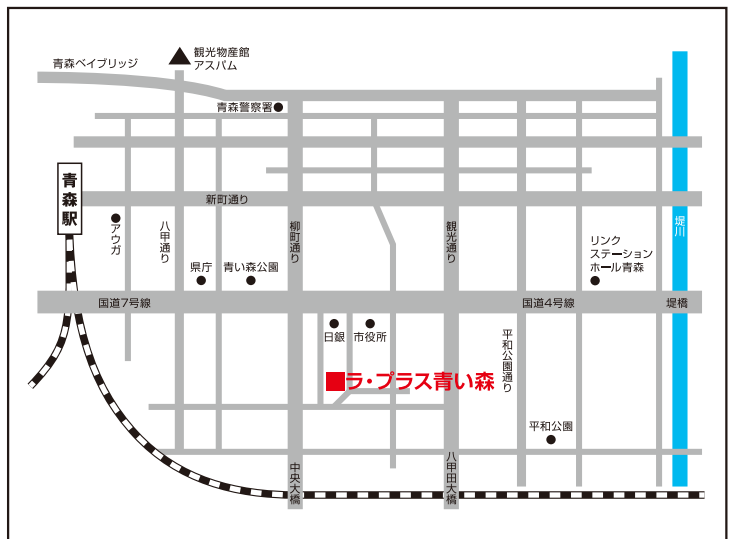 青森ベイブリッジ
観光物産館
アスパム
青森警察署
青森駅
新町通り
アウガ
八甲通り
柳町通り
観光通り
堤川
リンク
ステーション
ホール青森
県庁
青い森公園
国道7号線
国道4号線
堤橋
日銀
市役所
平和公園通り
ラ・プラス青い森
平和公園
中央大橋
八甲田大橋